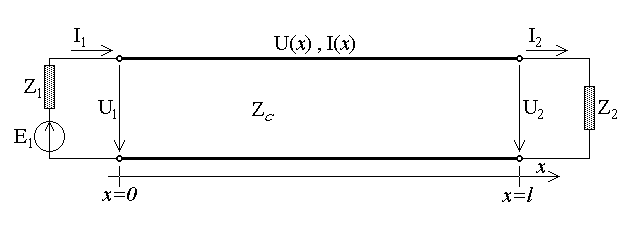 I1 I2
U(x) , I(x)
Z1 U1 Zc U2 Z2
E1
x
x=0 x=l